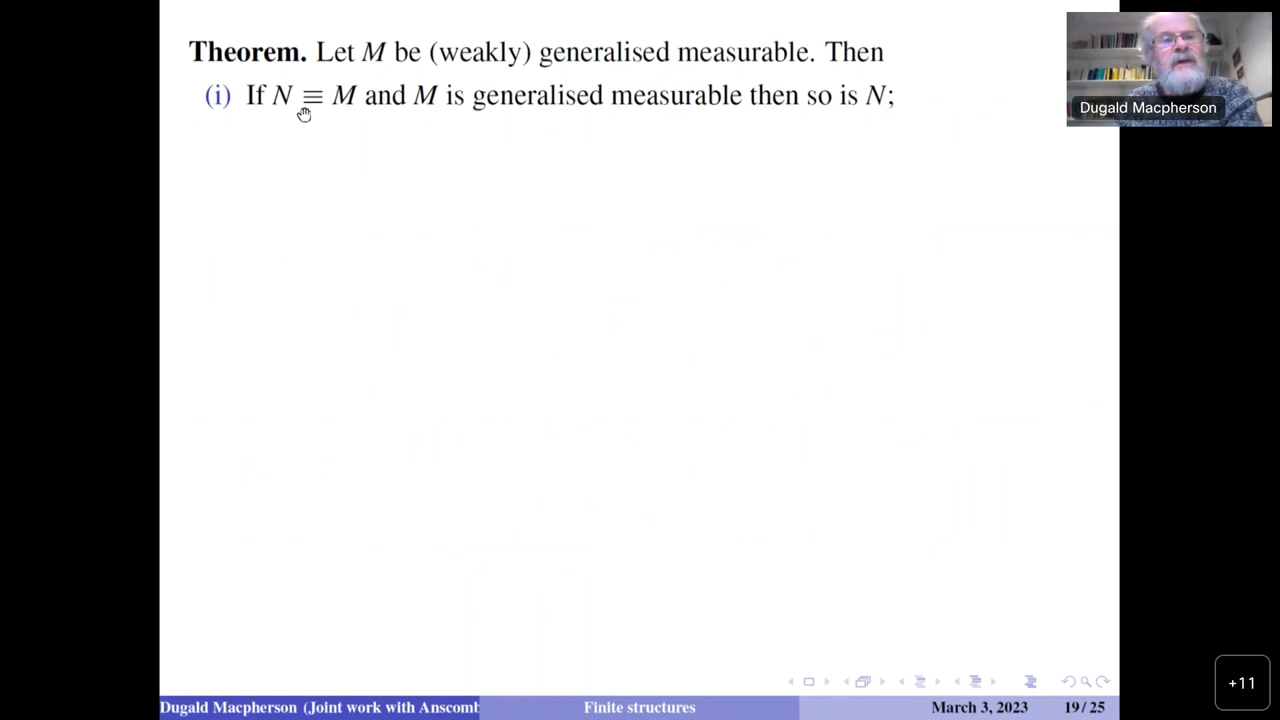 Theorem. Let M be (weakly) generalised measurable. Then
(i) If N ≡ M and M is generalised measurable then so is N;
Dugald Macpherson
+11
Dugald Macpherson (Joint work with Anscomb
Finite structures
March 3, 2023
19 / 25